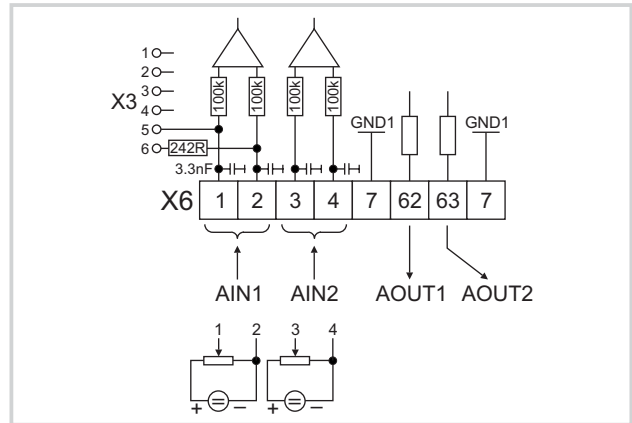 1
2
3
4
X3
5
6
242R
100k 100k 100k 100k
3.3nF
GND1 GND1
X6 1 2 3 4 7 62 63 7
AIN1 AIN2 AOUT1 AOUT2
1 2 3 4
+ = − + = −